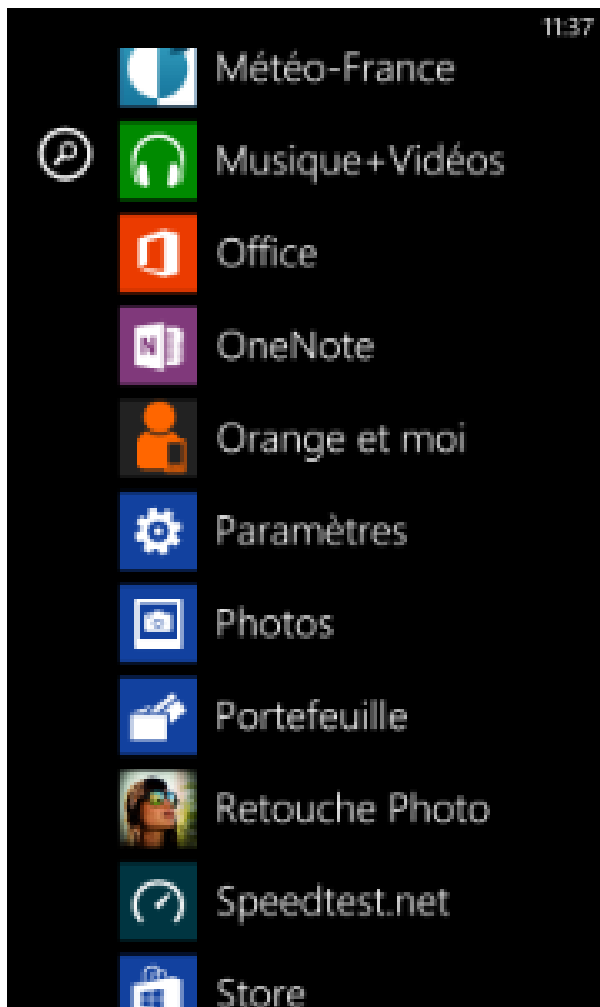 11:37
Météo-France
Musique+Vidéos
Office
N
OneNote
Orange et moi
Paramètres
Photos
Portefeuille
Retouche Photo
Speedtest.net
Store